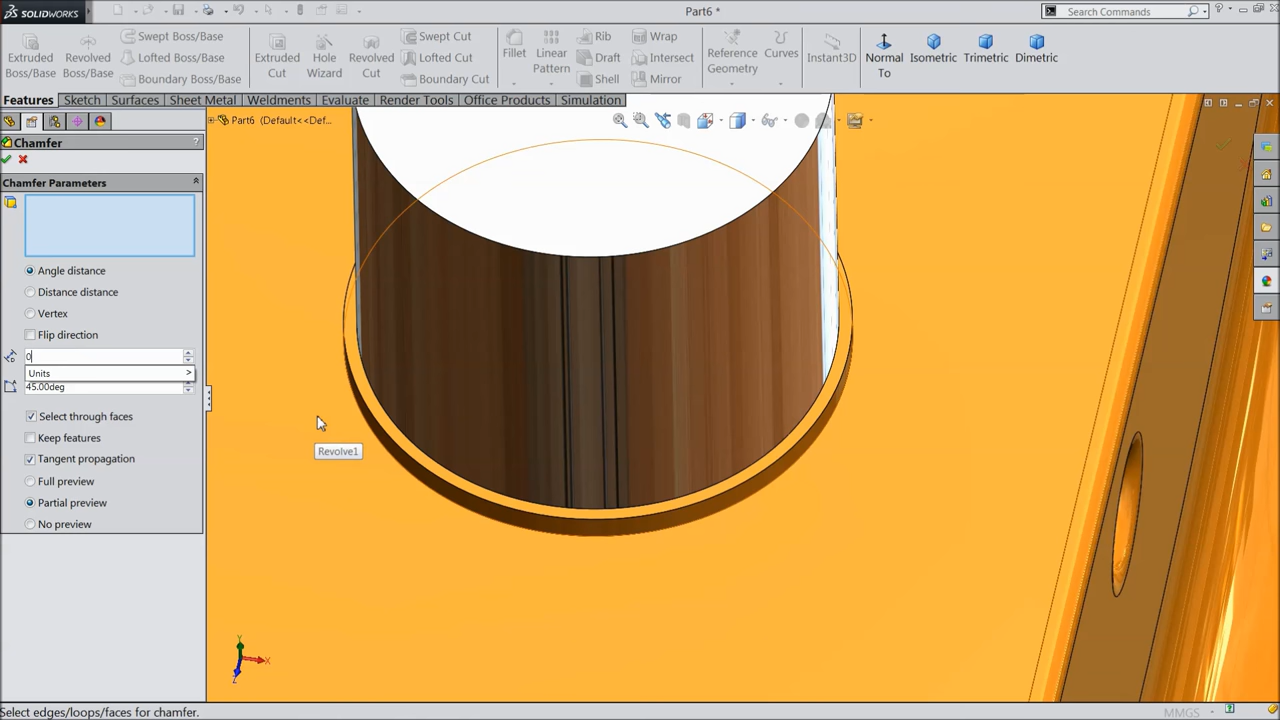 SOLIDWORKS
Part6 *
Search Commands
Extruded Boss/Base
Revolved Boss/Base
Swept Boss/Base
Lofted Boss/Base
Boundary Boss/Base
Extruded Cut
Hole Wizard
Revolved Cut
Swept Cut
Lofted Cut
Boundary Cut
Fillet
Linear Pattern
Rib
Draft
Shell
Wrap
Intersect
Mirror
Reference Geometry
Curves
Instant3D
Normal To
Isometric
Trimetric
Dimetric
Features
Sketch
Surfaces
Sheet Metal
Weldments
Evaluate
Render Tools
Office Products
Simulation
Part6 (Default<<Def...
Chamfer
?
Chamfer Parameters
Angle distance
Distance distance
Vertex
Flip direction
0
Units >
45.00deg
Select through faces
Keep features
Tangent propagation
Full preview
Partial preview
No preview
Revolve1
Y
X
Z
Select edges/loops/faces for chamfer.
MMGS